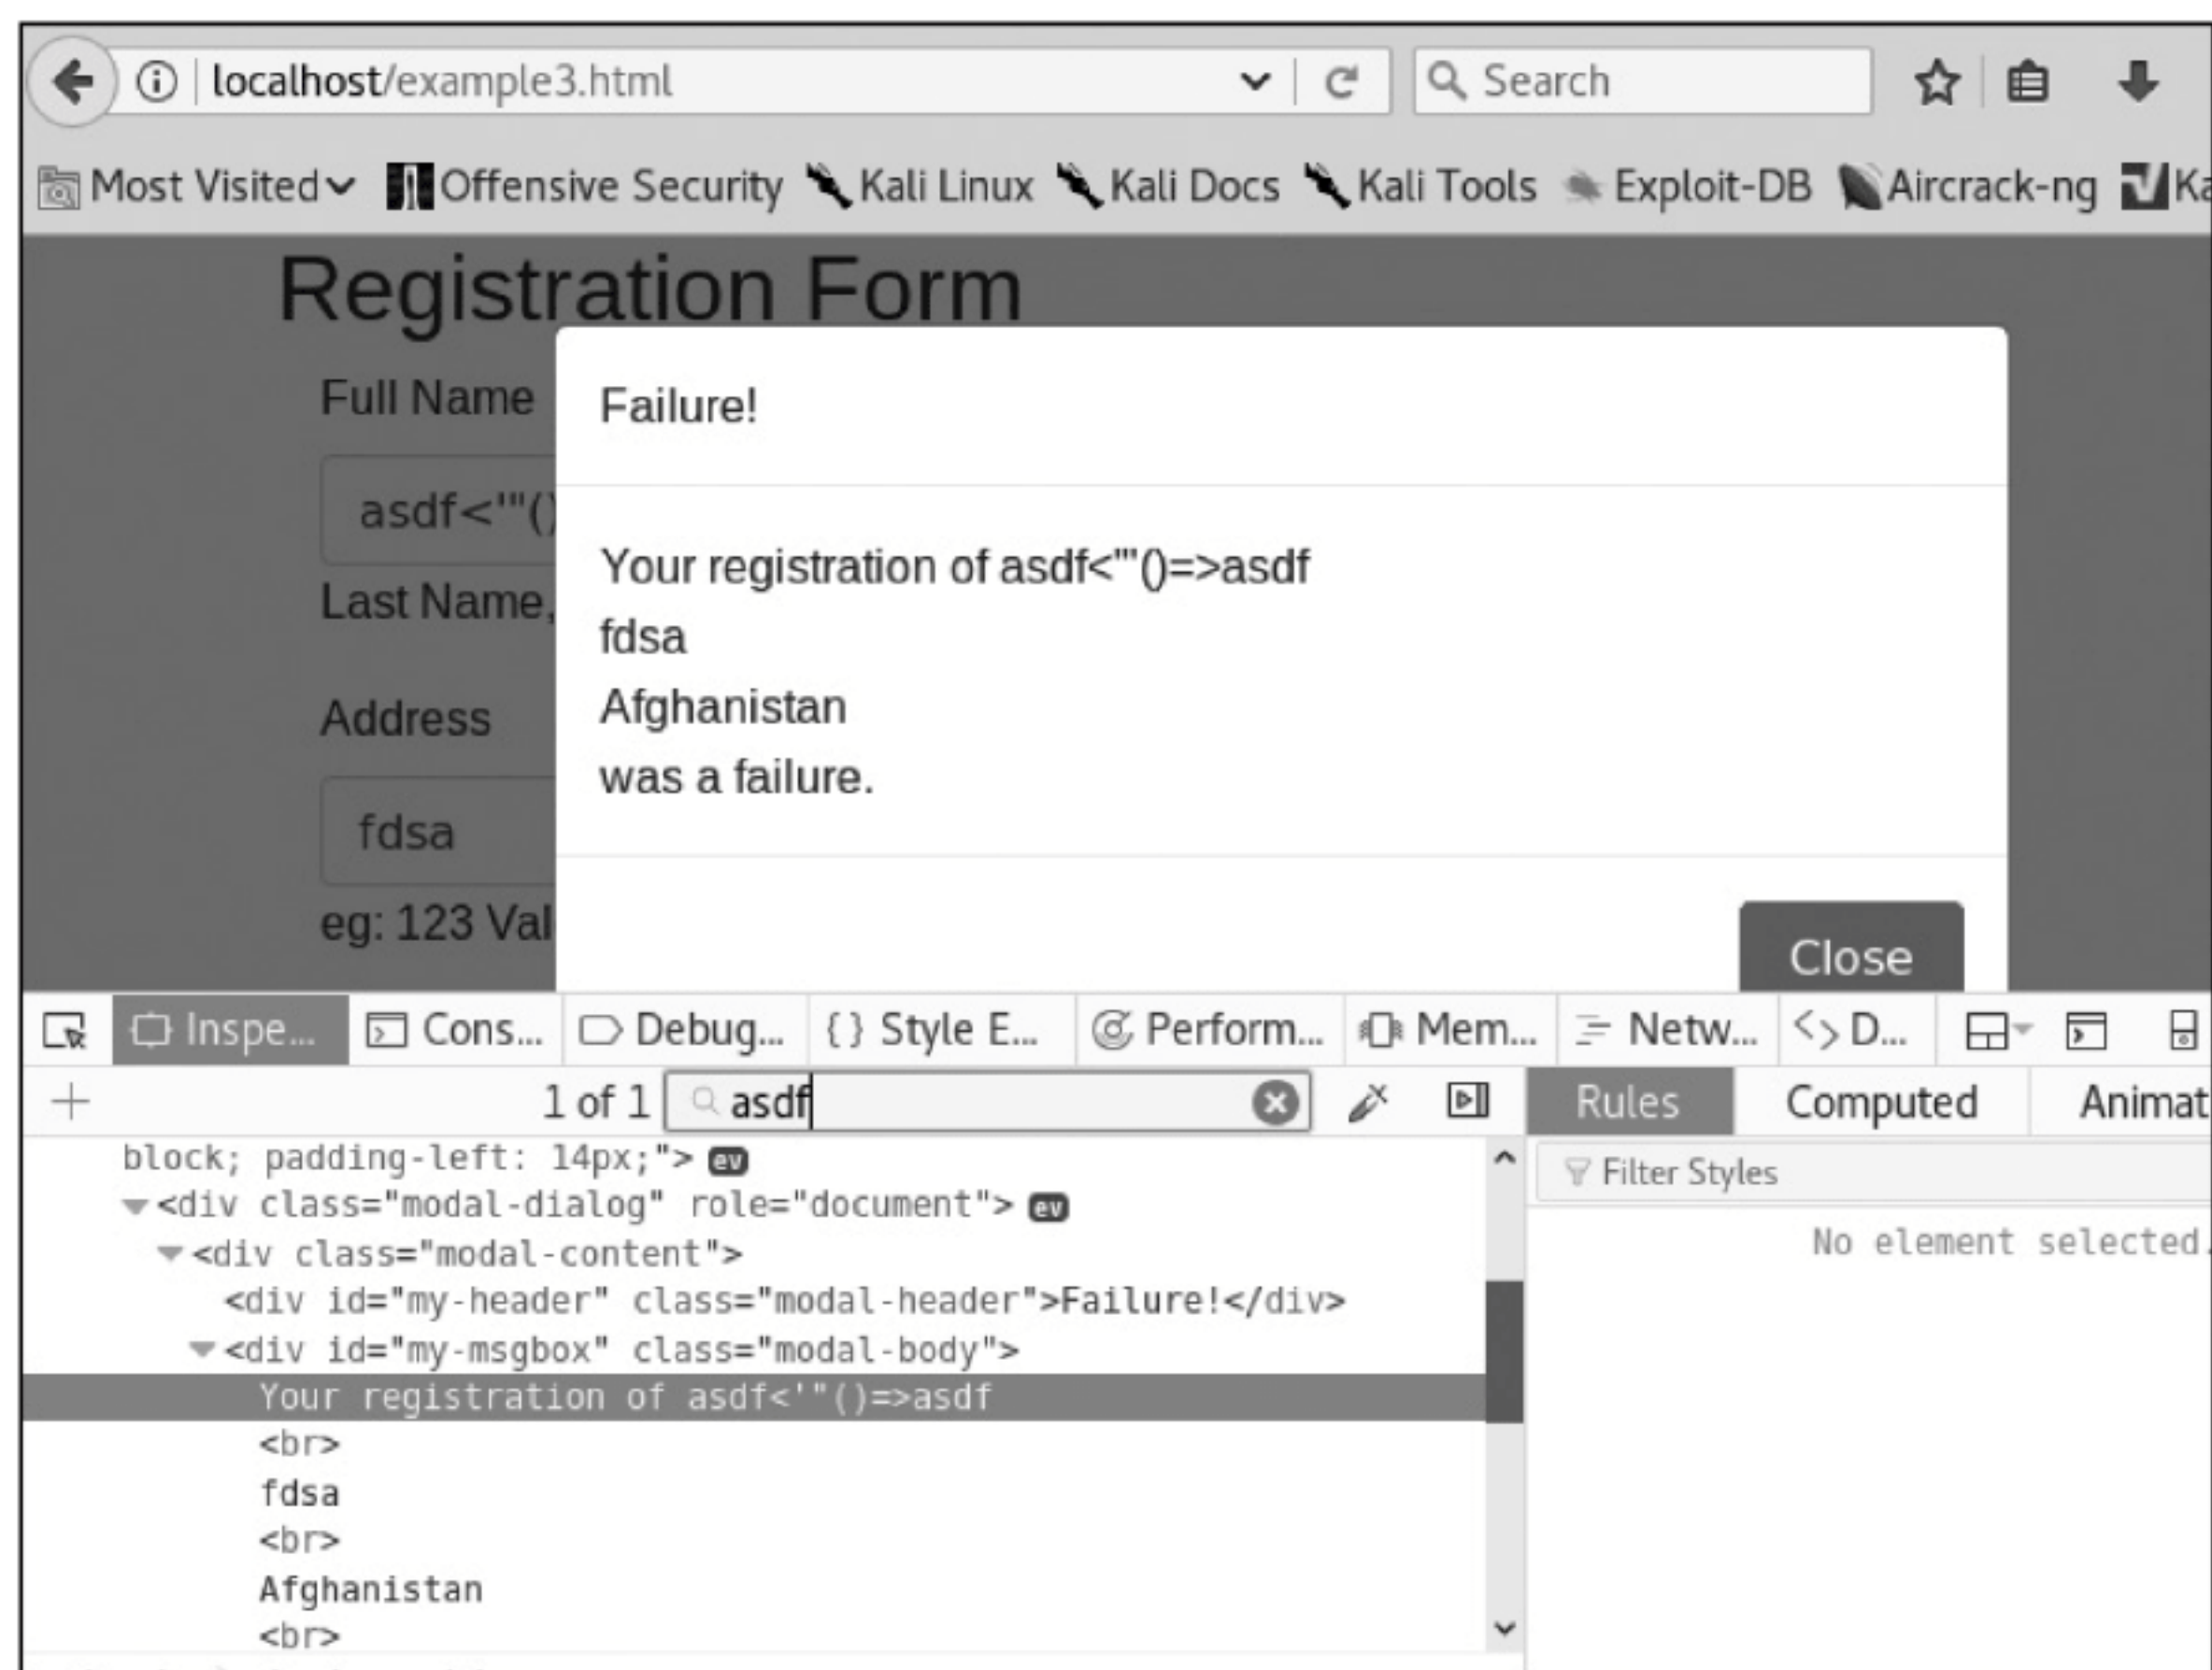 localhost/example3.html
Search
Most Visited Offensive Security Kali Linux Kali Docs Kali Tools Exploit-DB Aircrack-ng
Registration Form
Full Name
asdf<'"()
Last Name,
Address
fdsa
eg: 123
Failure!
Your registration of asdf<'"()=>asdf
fdsa
Afghanistan
was a failure.
Close
Inspe... Cons... Debug... {} Style E... Perform... Mem... Netw... D...
1 of 1 asdf
Rules Computed Animat
Filter Styles
No element selected.
block; padding-left: 14px;"> ev
<div class="modal-dialog" role="document"> ev
<div class="modal-content">
<div id="my-header" class="modal-header">Failure!</div>
<div id="my-msgbox" class="modal-body">
Your registration of asdf<'"()=>asdf
<br>
fdsa
<br>
Afghanistan
<br>